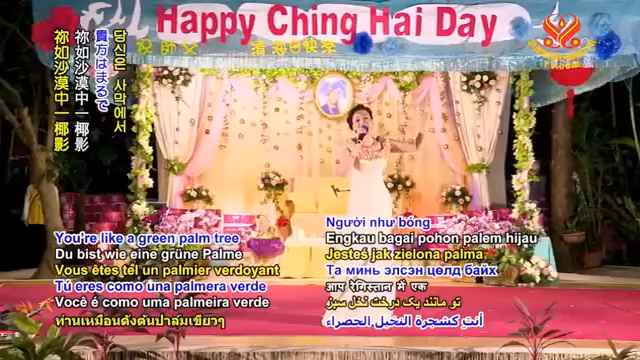 Happy Ching Hai Day
祝師父 清海日快樂
당신은 사막에서
貴方はまるで
祢如沙漠中一椰影
祢如沙漠中一椰影
You're like a green palm tree
Du bist wie eine grüne Palme
Vous êtes tel un palmier verdoyant
Tú eres como una palmera verde
Você é como uma palmeira verde
ท่านเหมือนดังต้นปาล์มเขียวๆ
Người như bóng
Engkau bagai pohon palem hijau
Jesteś jak zielona palma
Та минь элсэн цөлд байх
आप रेगिस्तान में एक
تو مانند یک درخت نخل سبز
أنتِ كشجرة النخيل الخضراء